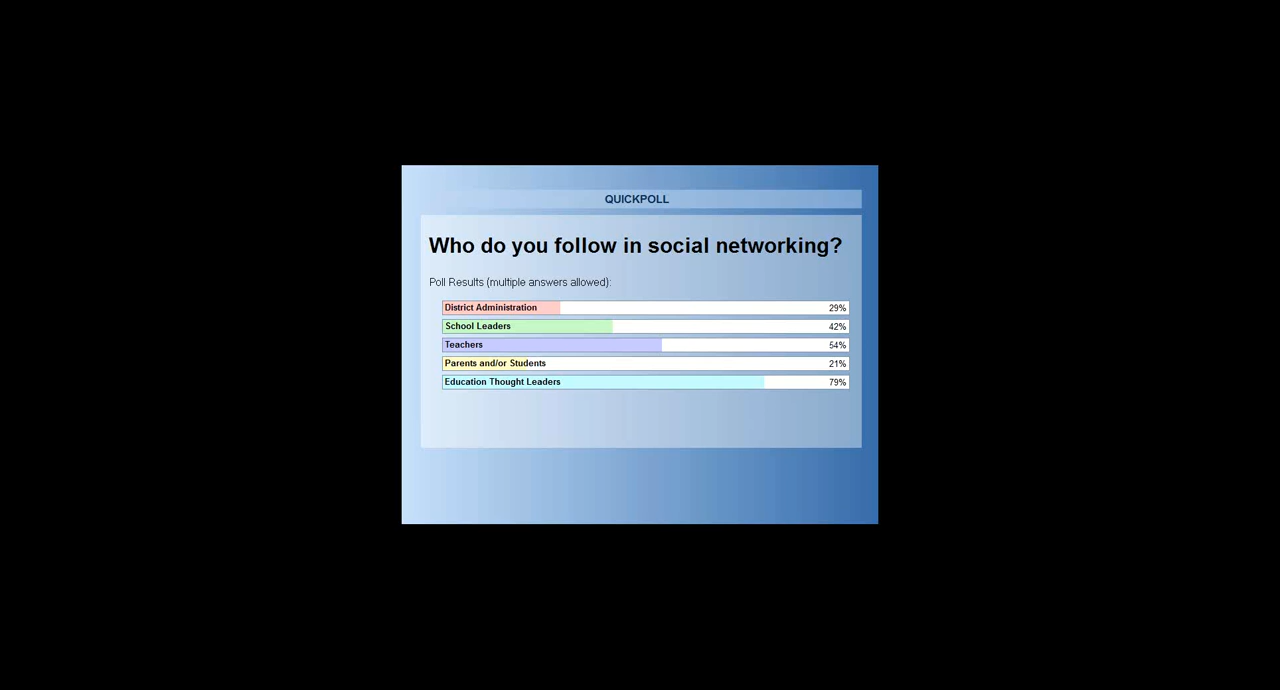 QUICKPOLL
Who do you follow in social networking?
Poll Results (multiple answers allowed):
District Administration 29%
School Leaders 42%
Teachers 54%
Parents and/or Students 21%
Education Thought Leaders 79%